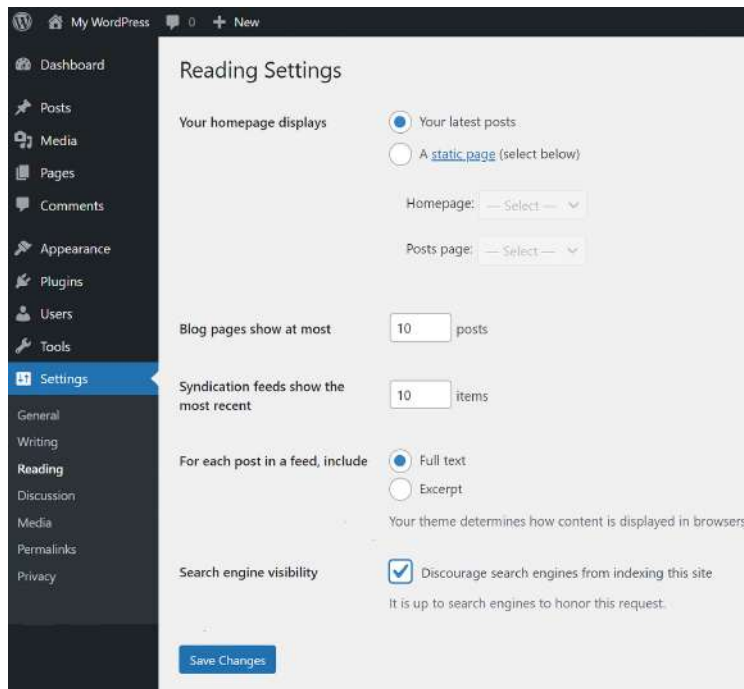 My WordPress 0 + New
Dashboard
Posts
Media
Pages
Comments
Appearance
Plugins
Users
Tools
Settings
General
Writing
Reading
Discussion
Media
Permalinks
Privacy
Reading Settings
Your homepage displays
Your latest posts
A static page (select below)
Homepage: — Select —
Posts page: — Select —
Blog pages show at most
10 posts
Syndication feeds show the
most recent
10 items
For each post in a feed, include
Full text
Excerpt
Your theme determines how content is displayed in browsers
Search engine visibility
Discourage search engines from indexing this site
It is up to search engines to honor this request.
Save Changes